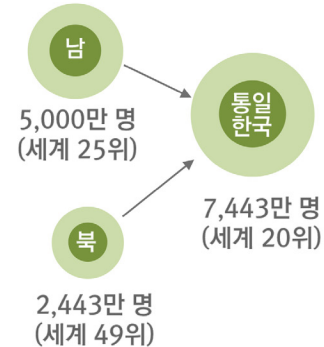 남
5,000만 명
(세계 25위)
통일
한국
7,443만 명
(세계 20위)
북
2,443만 명
(세계 49위)